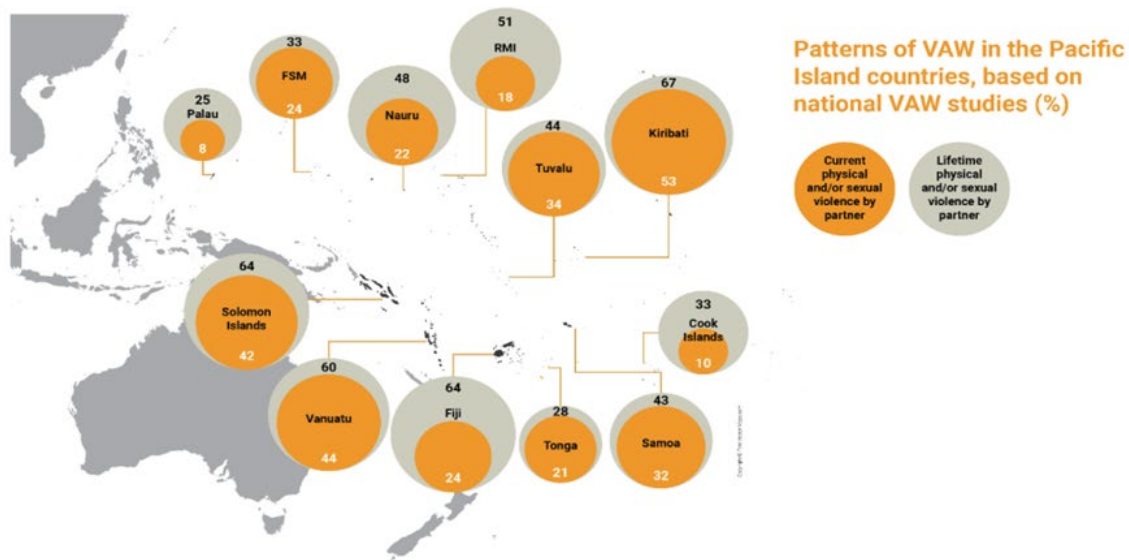 Patterns of VAW in the Pacific
Island countries, based on
national VAW studies (%)
Current
physical
and/or sexual
violence by
partner
Lifetime
physical
and/or sexual
violence by
partner
25
Palau
8
33
FSM
24
48
Nauru
22
51
RMI
18
44
Tuvalu
34
67
Kiribati
53
64
Solomon
Islands
42
60
Vanuatu
44
64
Fiji
24
28
Tonga
21
43
Samoa
32
33
Cook
Islands
10